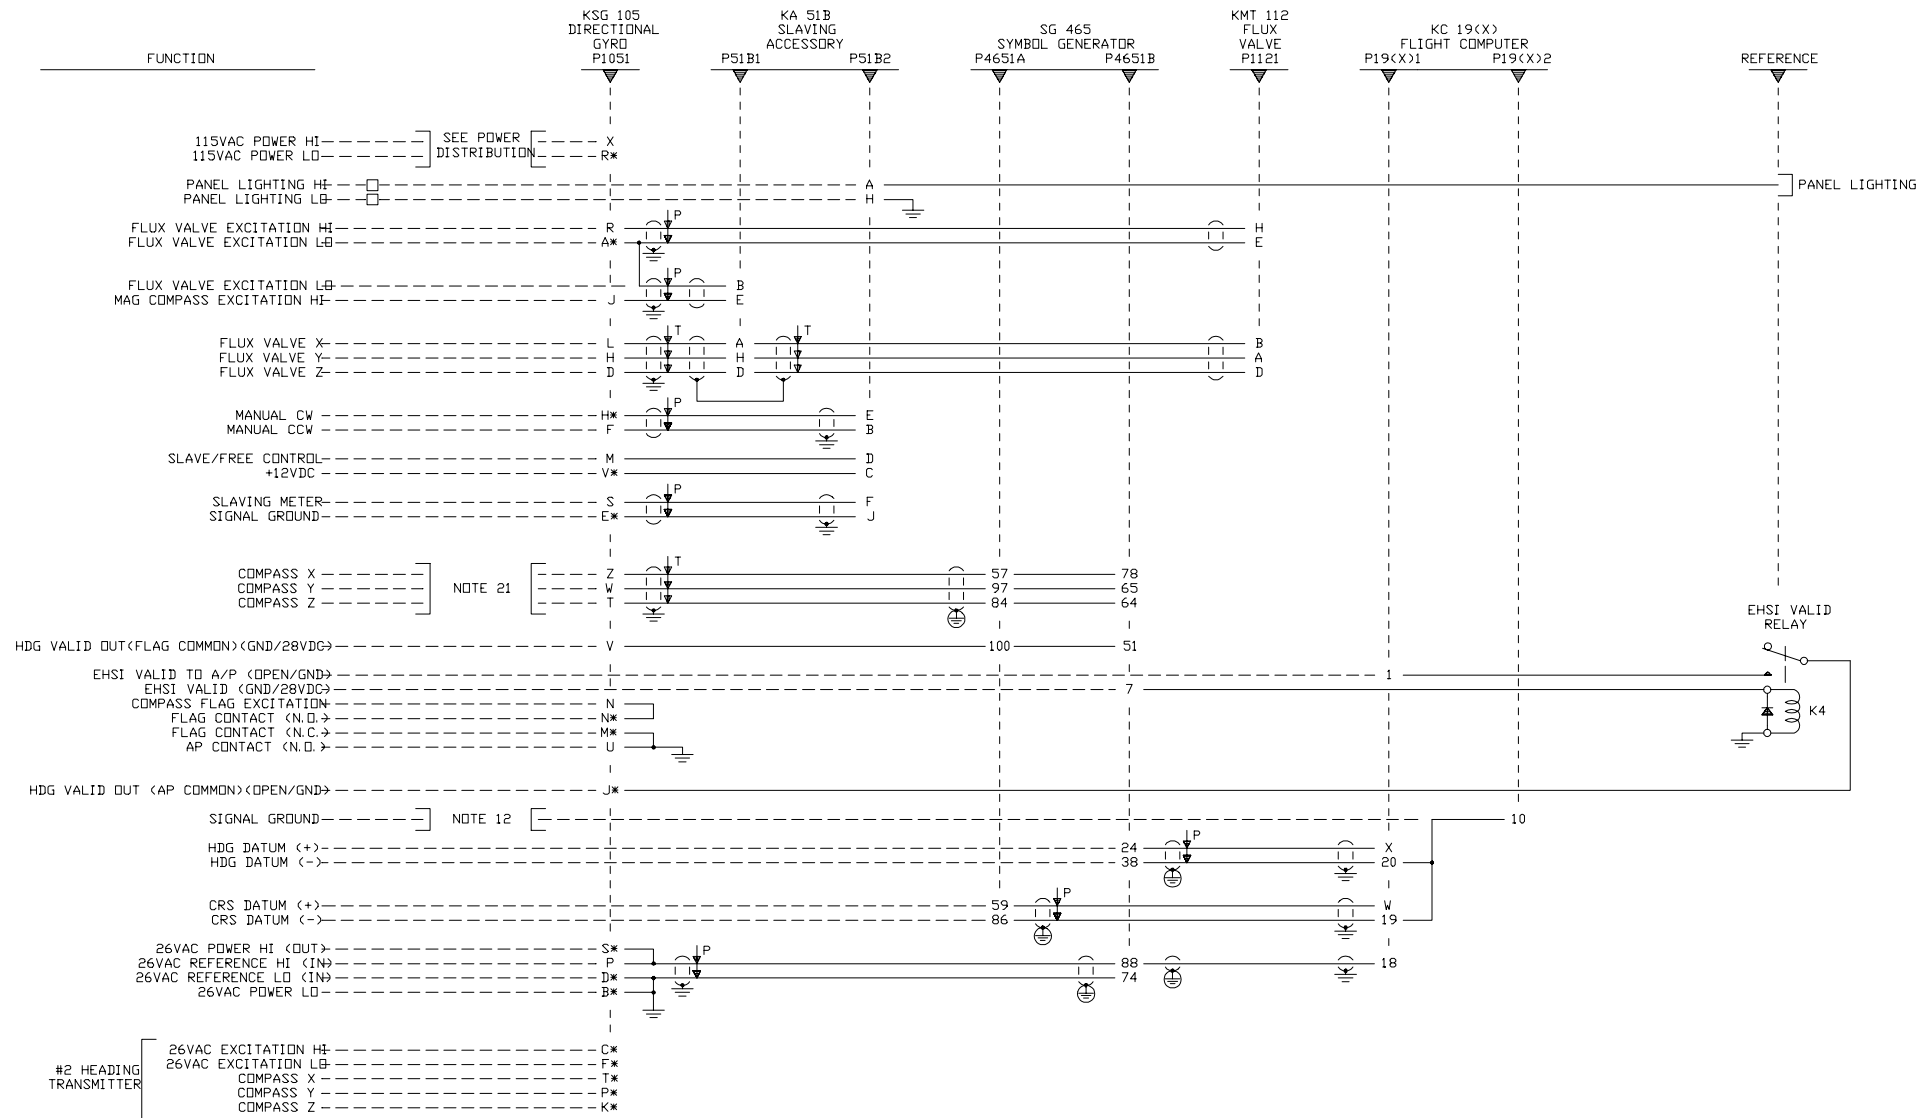 KSG 105
DIRECTIONAL
GYRO
P1051
KA 51B
SLAVING
ACCESSORY
P51B1 P51B2
SG 465
SYMBOL GENERATOR
P4651A P4651B
KMT 112
FLUX
VALVE
P1121
KC 19(X)
FLIGHT COMPUTER
P19(X)1 P19(X)2
FUNCTION
REFERENCE
115VAC POWER HI SEE POWER X
115VAC POWER LO DISTRIBUTION R*
PANEL LIGHTING HI A PANEL LIGHTING
PANEL LIGHTING LO H
P
FLUX VALVE EXCITATION HI R H
FLUX VALVE EXCITATION LO A* E
P
FLUX VALVE EXCITATION LO B
MAG COMPASS EXCITATION HI J E
T T
FLUX VALVE X L A B
FLUX VALVE Y H H A
FLUX VALVE Z D D D
P
MANUAL CW H* E
MANUAL CCW F B
SLAVE/FREE CONTROL M D
+12VDC V* C
P
SLAVING METER S F
SIGNAL GROUND E* J
T
COMPASS X Z 57 78
COMPASS Y NOTE 21 W 97 65
COMPASS Z T 84 64
EHSI VALID
RELAY
HDG VALID OUT(FLAG COMMON)(GND/28VDC) V 100 51
EHSI VALID TO A/P (OPEN/GND) 1
EHSI VALID (GND/28VDC) 7
COMPASS FLAG EXCITATION N
K4
FLAG CONTACT (N.O.) N*
FLAG CONTACT (N.C.) M*
AP CONTACT (N.O.) U
HDG VALID OUT (AP COMMON)(OPEN/GND) J*
SIGNAL GROUND NOTE 12 10
P
HDG DATUM (+) 24 X
HDG DATUM (-) 38 20
P
CRS DATUM (+) 59 W
CRS DATUM (-) 86 19
26VAC POWER HI (OUT) S* P
26VAC REFERENCE HI (IN) P 88 18
26VAC REFERENCE LO (IN) D* 74
26VAC POWER LO B*
#2 HEADING
TRANSMITTER
26VAC EXCITATION HI C*
26VAC EXCITATION LO F*
COMPASS X T*
COMPASS Y P*
COMPASS Z K*